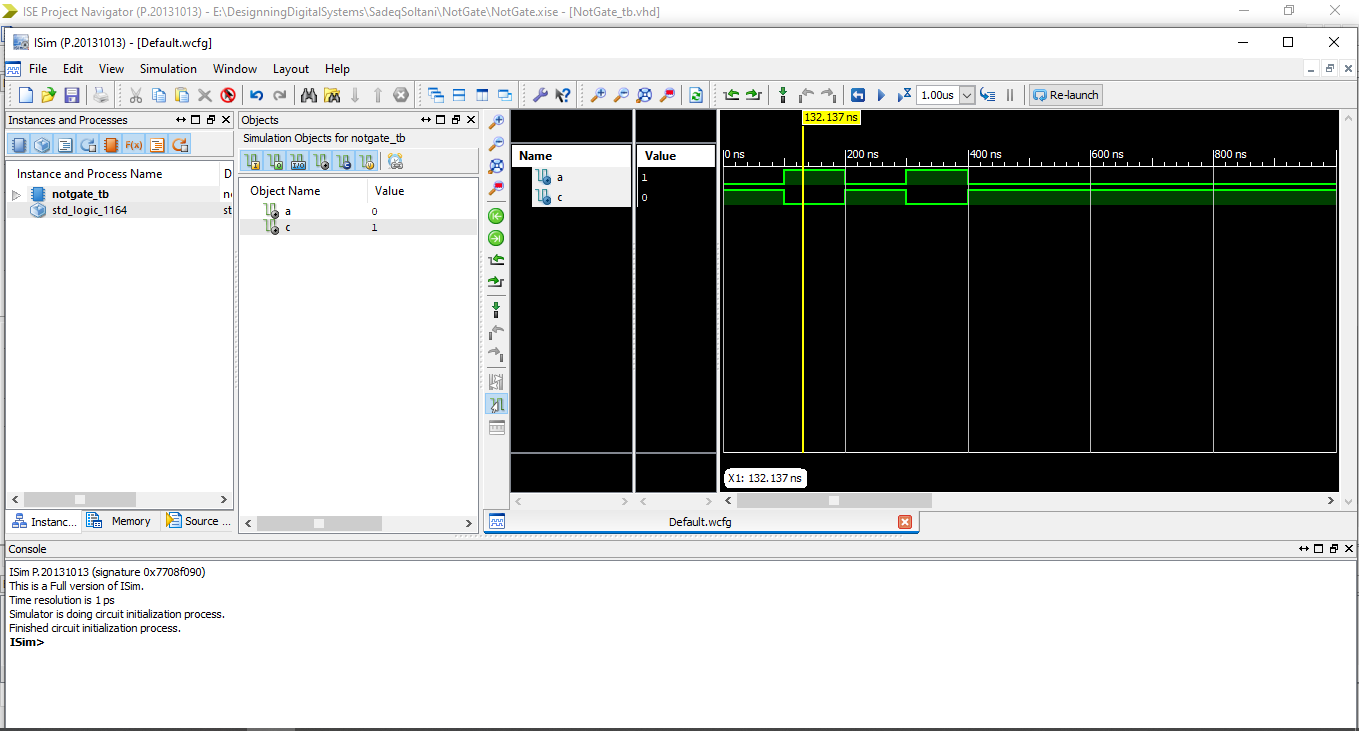 ISE Project Navigator (P.20131013) - E:\DesignningDigitalSystems\SadeqSoltani\NotGate\NotGate.xise - [NotGate_tb.vhd]
ISim (P.20131013) - [Default.wcfg]
File Edit View Simulation Window Layout Help
1.00us Re-launch
Instances and Processes
Instance and Process Name D
notgate_tb n
std_logic_1164 st
Instanc... Memory Source ...
Objects
Simulation Objects for notgate_tb
Object Name Value
a 0
c 1
132.137 ns
Name Value
0 ns 200 ns 400 ns 600 ns 800 ns
a 1
c 0
X1: 132.137 ns
Default.wcfg
Console
ISim P.20131013 (signature 0x7708f090)
This is a Full version of ISim.
Time resolution is 1 ps
Simulator is doing circuit initialization process.
Finished circuit initialization process.
ISim>